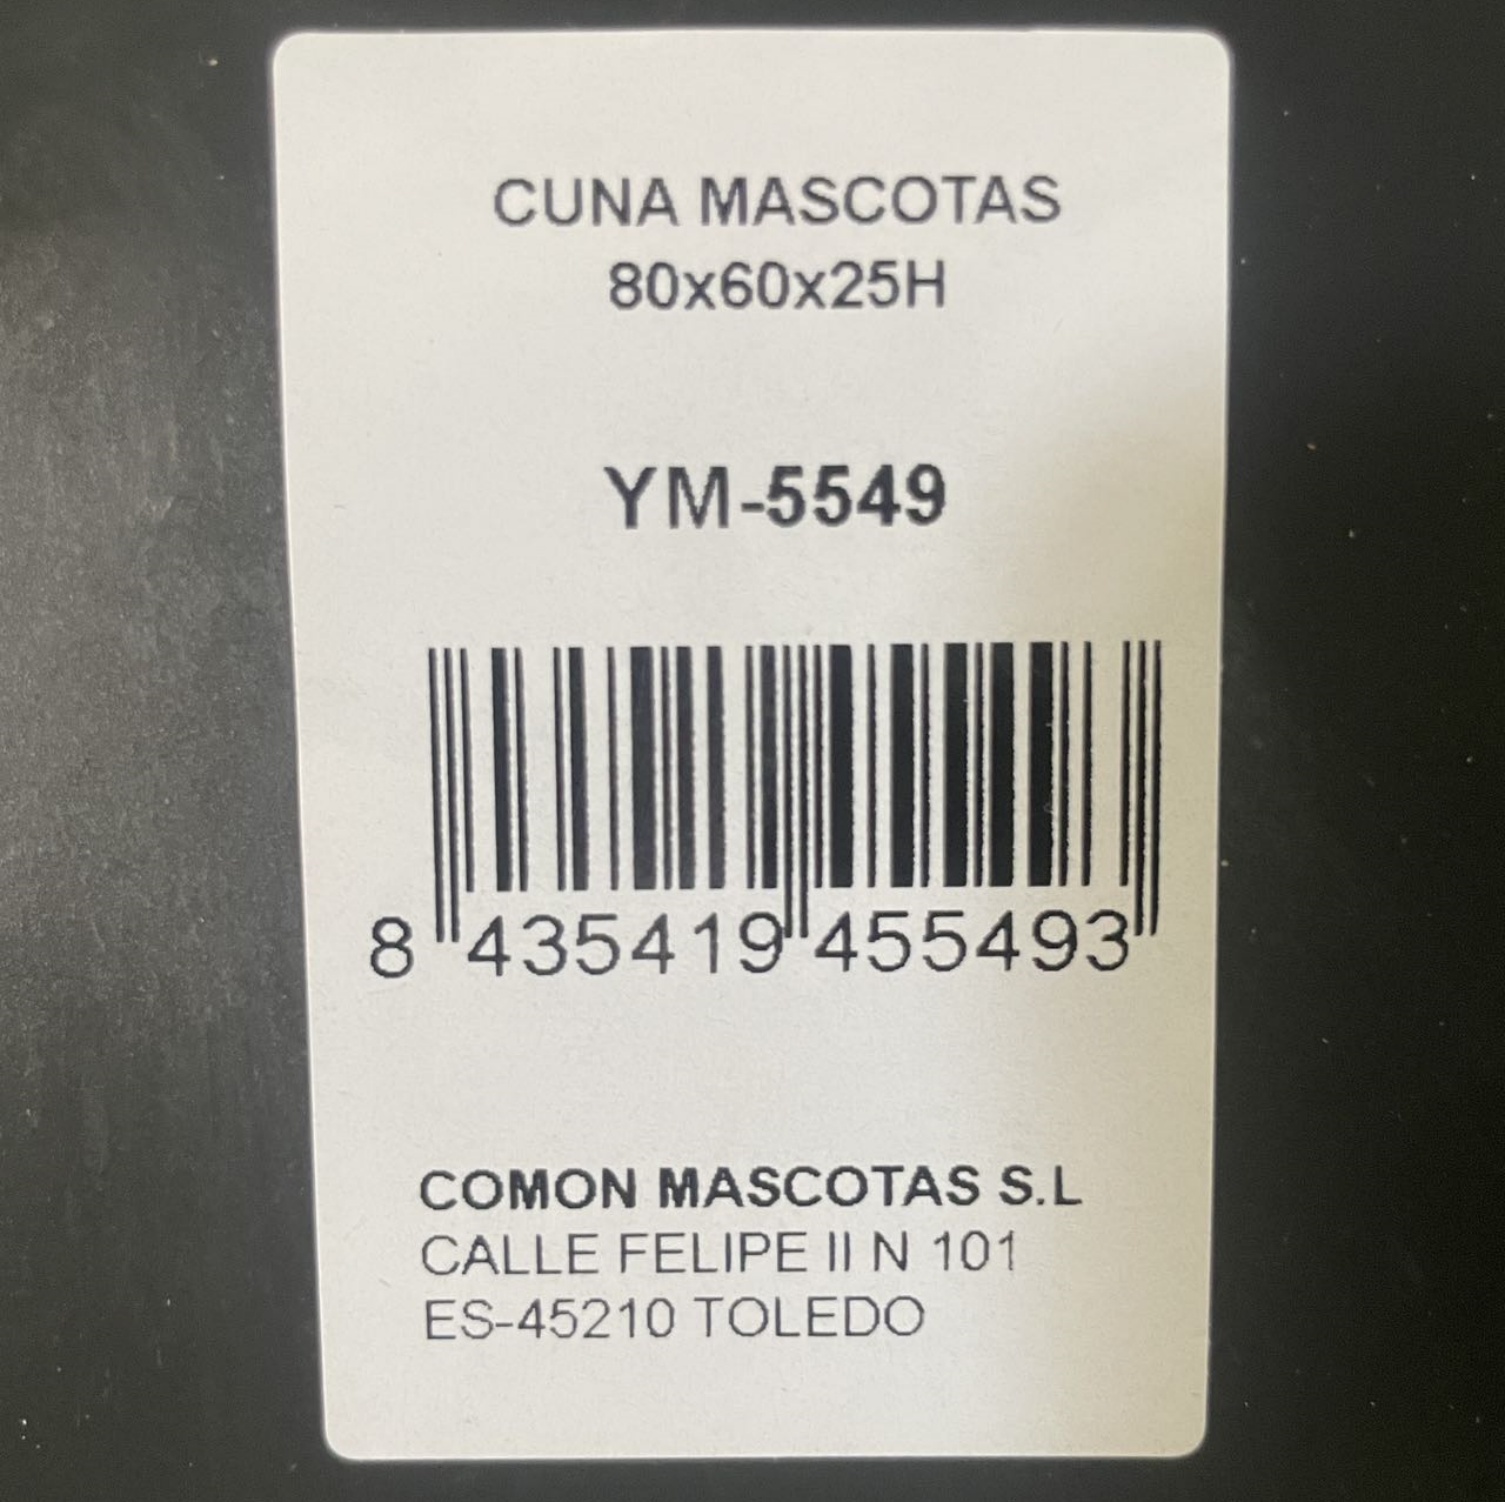 CUNA MASCOTAS
80x60x25H
YM-5549
8 435419 455493
COMON MASCOTAS S.L
CALLE FELIPE II N 101
ES-45210 TOLEDO